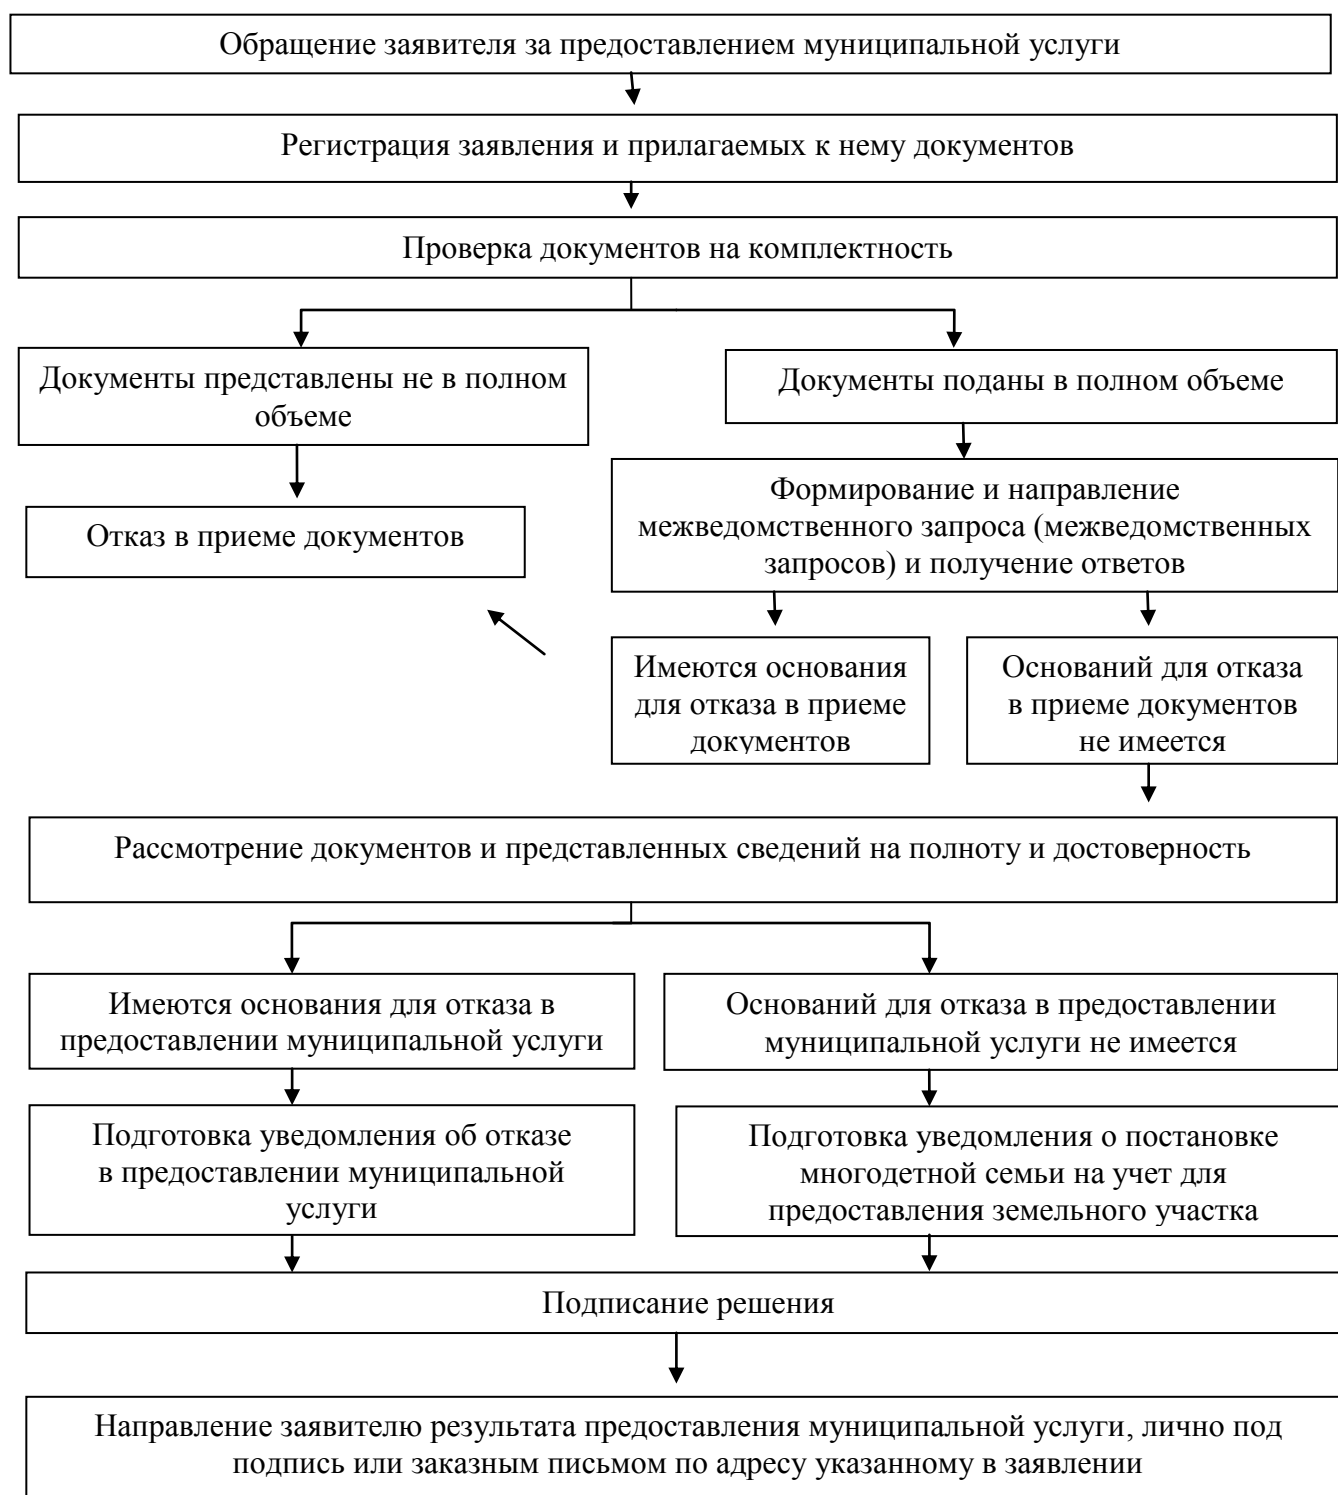 Обращение заявителя за предоставлением муниципальной услуги
Регистрация заявления и прилагаемых к нему документов
Проверка документов на комплектность
Документы представлены не в полном
объеме
Документы поданы в полном объеме
Отказ в приеме документов
Формирование и направление
межведомственного запроса (межведомственных
запросов) и получение ответов
Имеются основания
для отказа в приеме
документов
Оснований для отказа
в приеме документов
не имеется
Рассмотрение документов и представленных сведений на полноту и достоверность
Имеются основания для отказа в
предоставлении муниципальной услуги
Оснований для отказа в предоставлении
муниципальной услуги не имеется
Подготовка уведомления об отказе
в предоставлении муниципальной
услуги
Подготовка уведомления о постановке
многодетной семьи на учет для
предоставления земельного участка
Подписание решения
Направление заявителю результата предоставления муниципальной услуги, лично под
подпись или заказным письмом по адресу указанному в заявлении